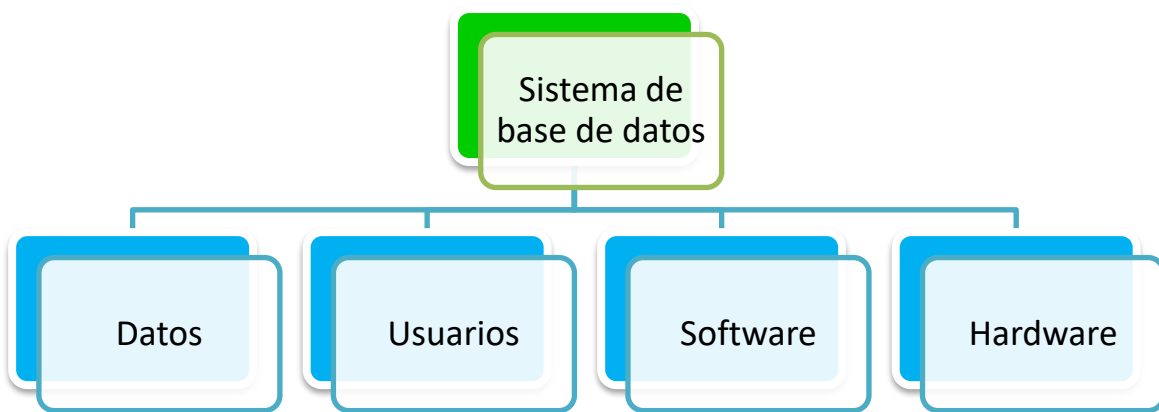 Sistema de
base de datos
Datos
Usuarios
Software
Hardware